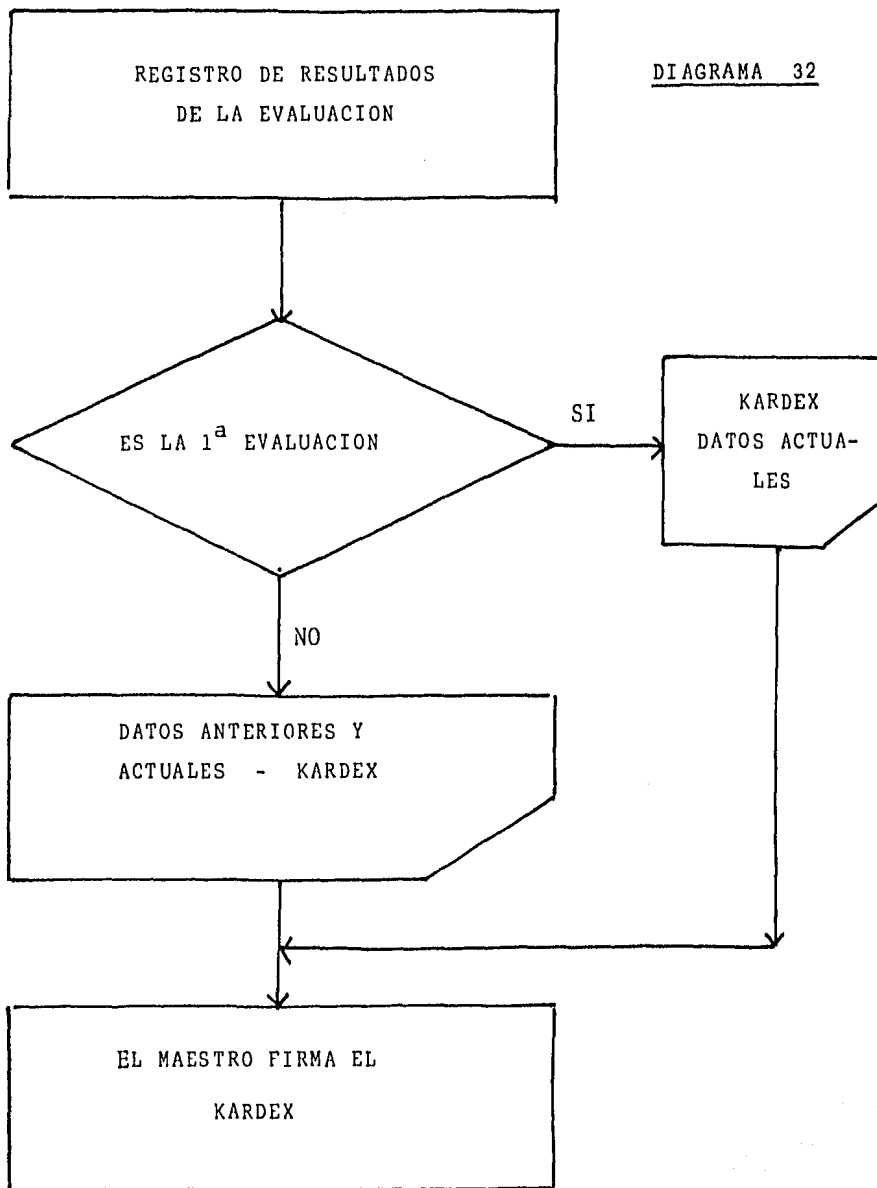 REGISTRO DE RESULTADOS
DE LA EVALUACION
DIAGRAMA 32
ES LA 1ª EVALUACION
SI
KARDEX
DATOS ACTUA-
LES
NO
DATOS ANTERIORES Y
ACTUALES - KARDEX
EL MAESTRO FIRMA EL
KARDEX